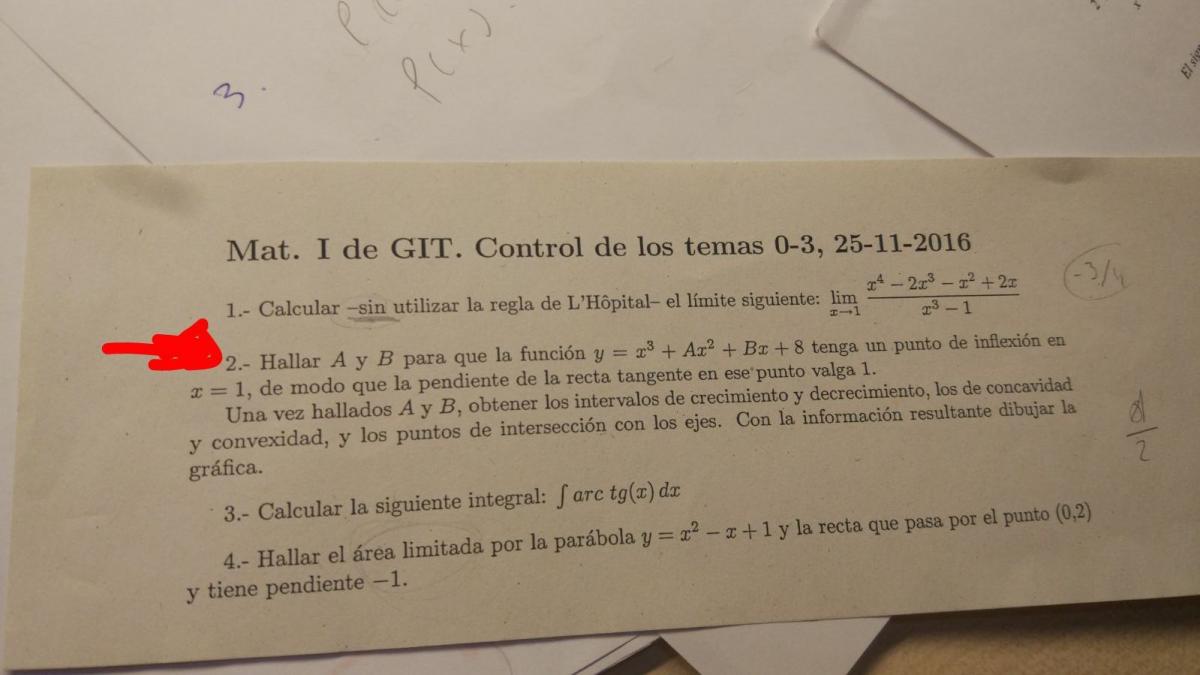 P(
P(x)
3.
El sign
Mat. I de GIT. Control de los temas 0-3, 25-11-2016
-3/4
1.- Calcular –sin utilizar la regla de L'Hôpital– el límite siguiente: lim x→1 (x⁴ − 2x³ − x² + 2x)/(x³ − 1)
2.- Hallar A y B para que la función y = x³ + Ax² + Bx + 8 tenga un punto de inflexión en
x = 1, de modo que la pendiente de la recta tangente en ese punto valga 1.
Una vez hallados A y B, obtener los intervalos de crecimiento y decrecimiento, los de concavidad
y convexidad, y los puntos de intersección con los ejes. Con la información resultante dibujar la
gráfica.
3.- Calcular la siguiente integral: ∫ arc tg(x) dx
4.- Hallar el área limitada por la parábola y = x² − x + 1 y la recta que pasa por el punto (0,2)
y tiene pendiente −1.